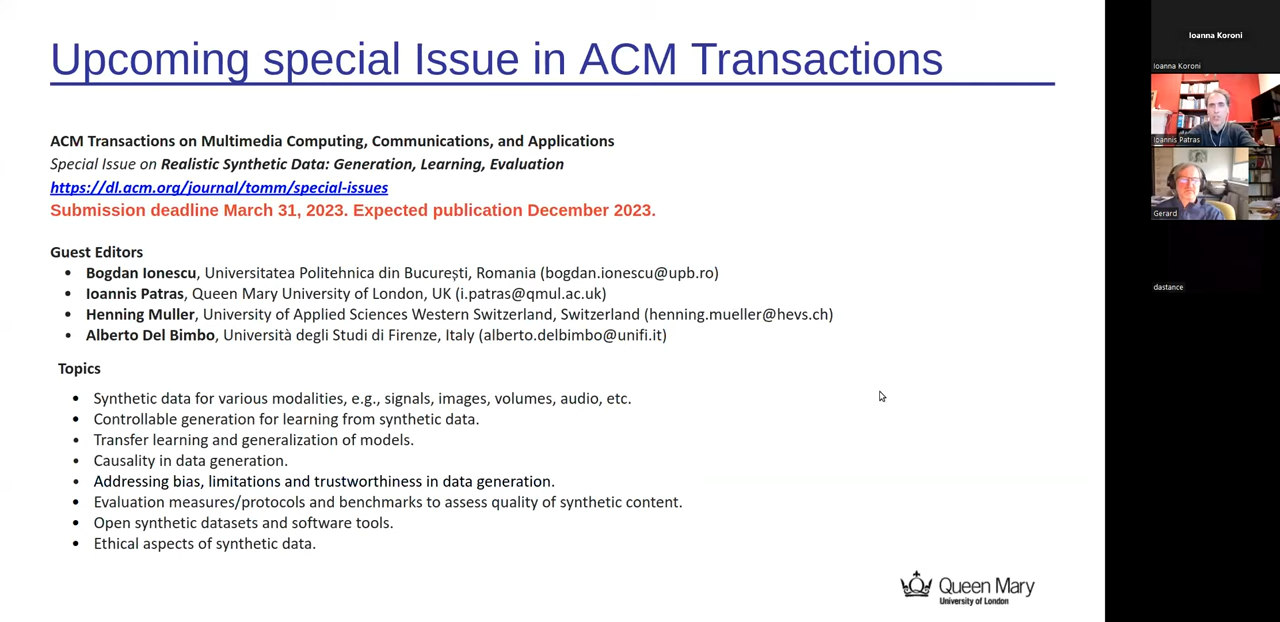 Upcoming special Issue in ACM Transactions
ACM Transactions on Multimedia Computing, Communications, and Applications
Special Issue on Realistic Synthetic Data: Generation, Learning, Evaluation
https://dl.acm.org/journal/tomm/special-issues
Submission deadline March 31, 2023. Expected publication December 2023.
Guest Editors
• Bogdan Ionescu, Universitatea Politehnica din București, Romania (bogdan.ionescu@upb.ro)
• Ioannis Patras, Queen Mary University of London, UK (i.patras@qmul.ac.uk)
• Henning Muller, University of Applied Sciences Western Switzerland, Switzerland (henning.mueller@hevs.ch)
• Alberto Del Bimbo, Università degli Studi di Firenze, Italy (alberto.delbimbo@unifi.it)
Topics
• Synthetic data for various modalities, e.g., signals, images, volumes, audio, etc.
• Controllable generation for learning from synthetic data.
• Transfer learning and generalization of models.
• Causality in data generation.
• Addressing bias, limitations and trustworthiness in data generation.
• Evaluation measures/protocols and benchmarks to assess quality of synthetic content.
• Open synthetic datasets and software tools.
• Ethical aspects of synthetic data.
Queen Mary
University of London
Ioanna Koroni
Ioanna Koroni
Ioannis Patras
Gerard
dastance